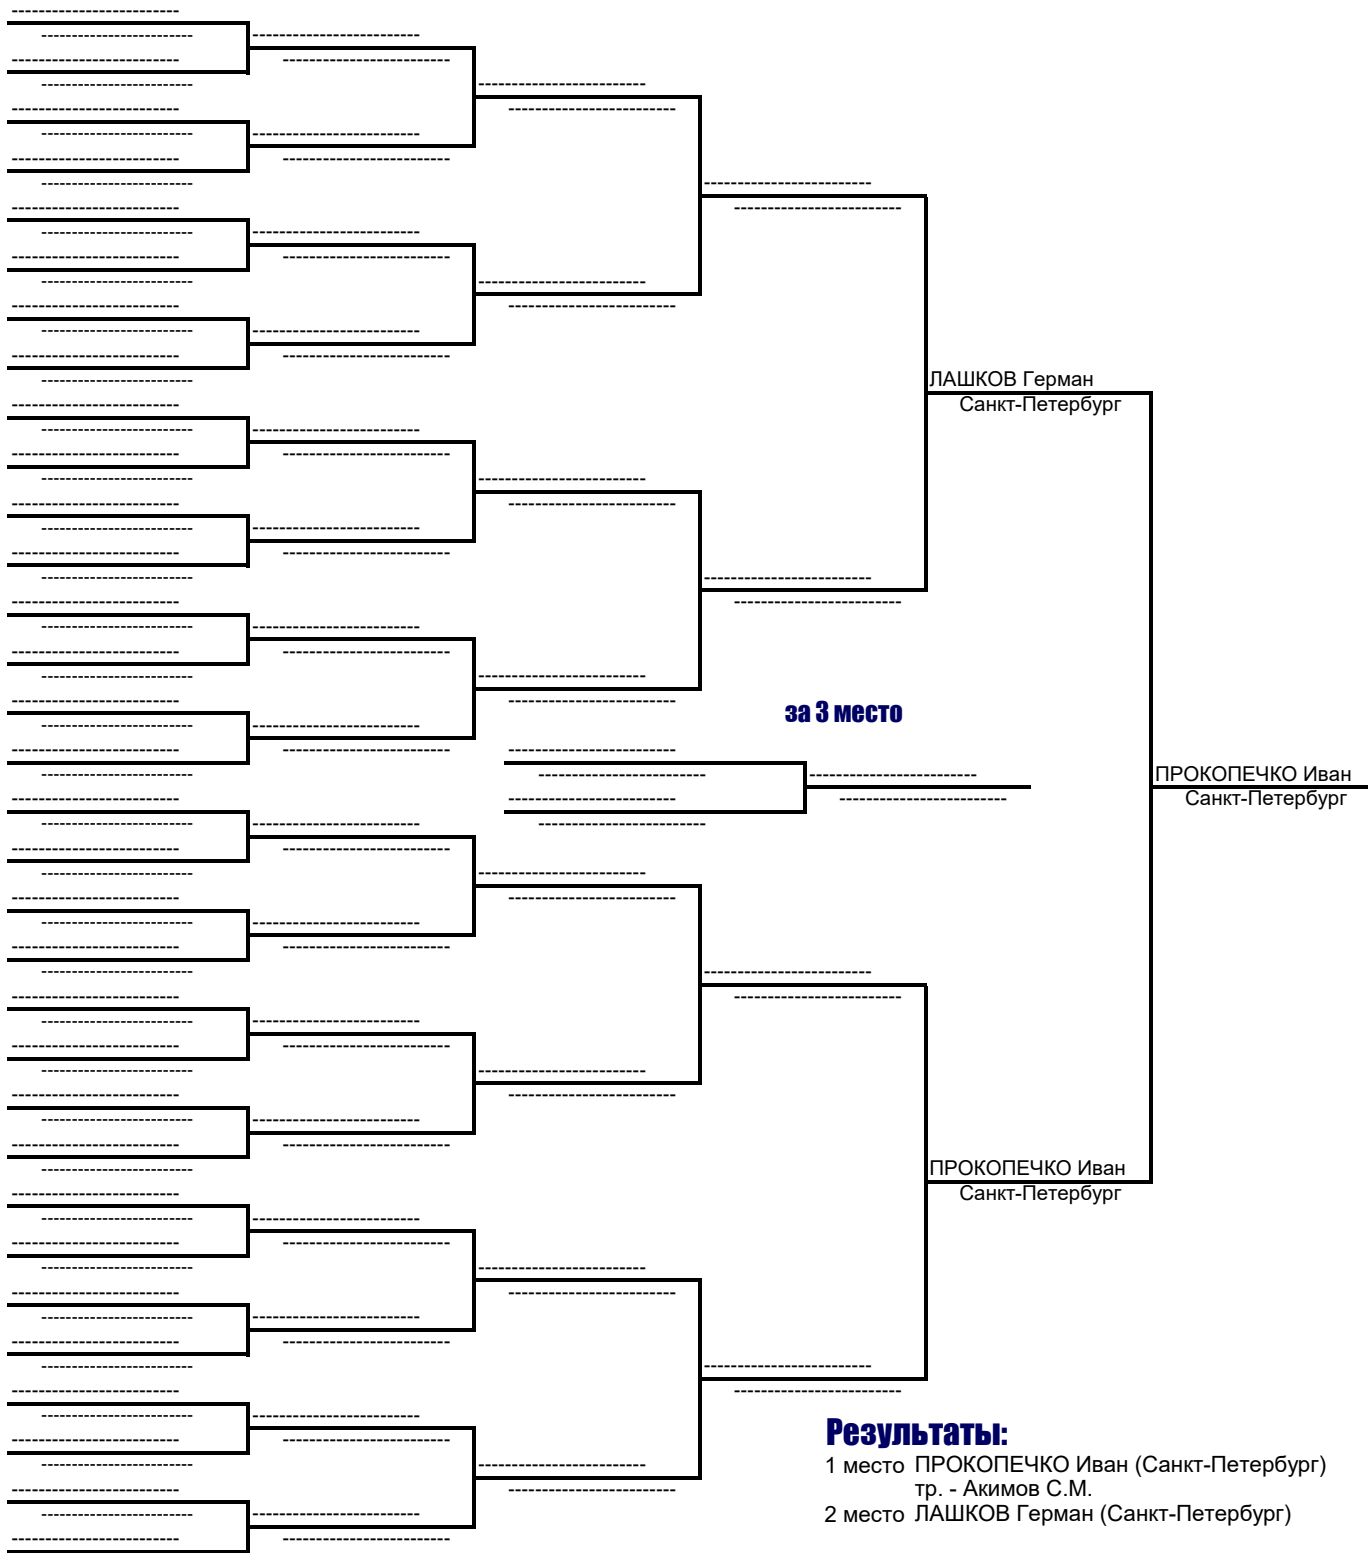 ЛАШКОВ Герман
Санкт-Петербург
за 3 место
ПРОКОПЕЧКО Иван
Санкт-Петербург
ПРОКОПЕЧКО Иван
Санкт-Петербург
Результаты:
1 место ПРОКОПЕЧКО Иван (Санкт-Петербург)
тр. - Акимов С.М.
2 место ЛАШКОВ Герман (Санкт-Петербург)